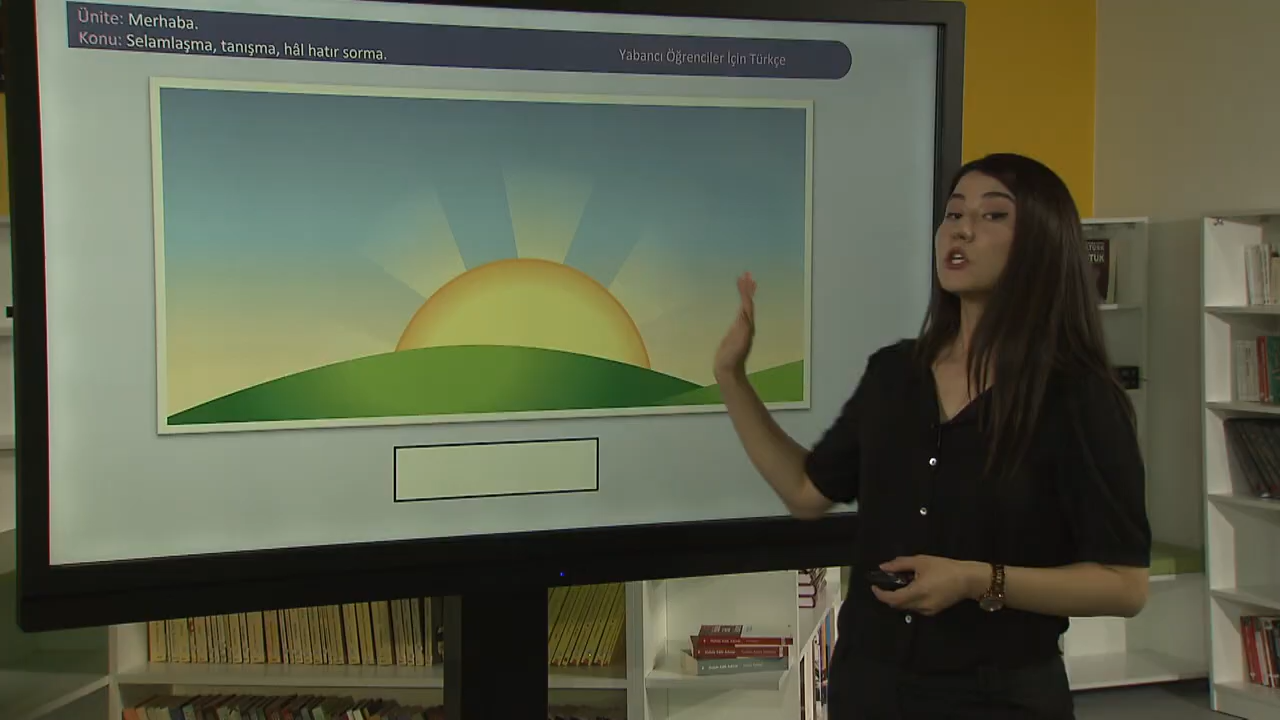 Ünite: Merhaba.
Konu: Selamlaşma, tanışma, hâl hatır sorma.
Yabancı Öğrenciler İçin Türkçe